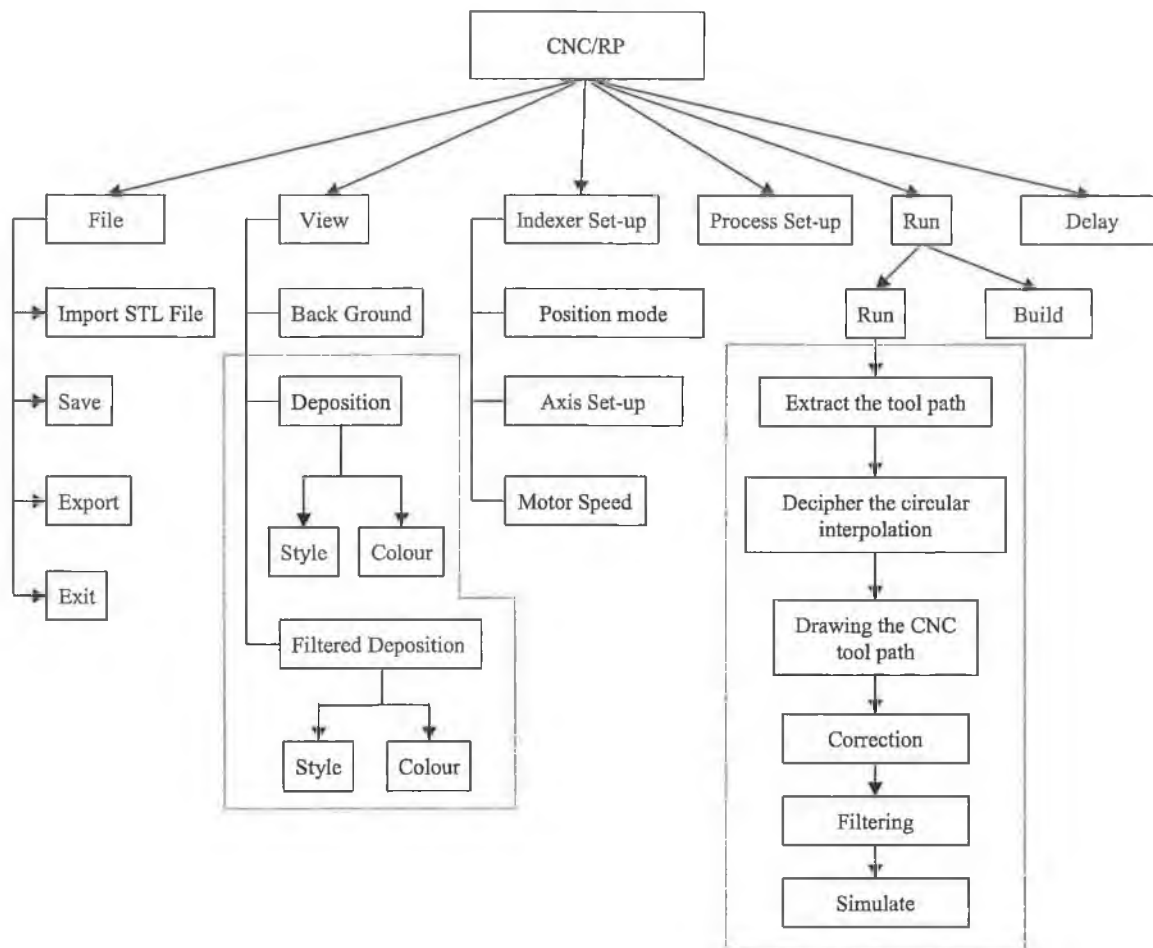 CNC/RP
File
View
Indexer Set-up
Process Set-up
Run
Delay
Import STL File
Back Ground
Position mode
Run
Build
Save
Deposition
Axis Set-up
Extract the tool path
Export
Motor Speed
Decipher the circular
interpolation
Style
Colour
Exit
Filtered Deposition
Drawing the CNC
tool path
Style
Colour
Correction
Filtering
Simulate